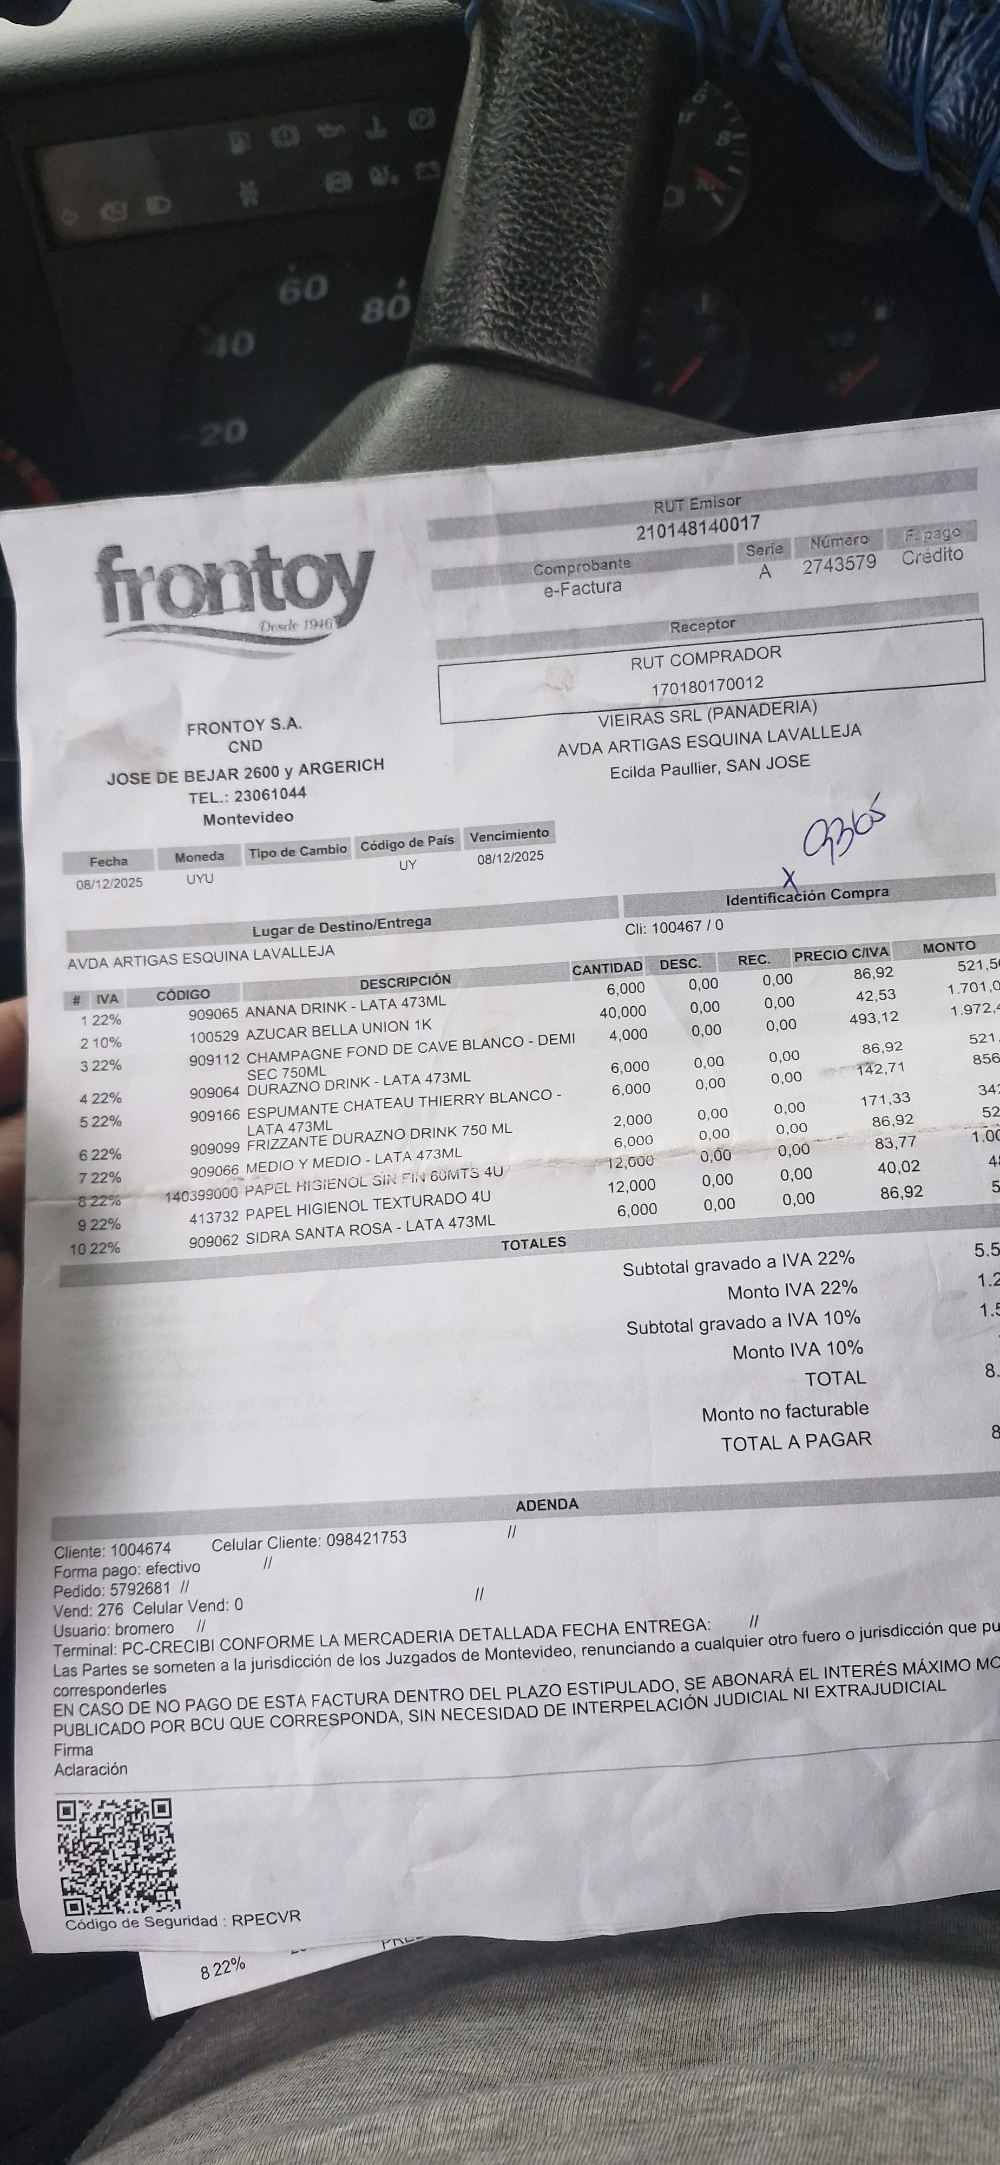 60
80
40
20
frontoy
Desde 1946
RUT Emisor
210148140017
Comprobante Serie Número F. pago
e-Factura A 2743579 Crédito
Receptor
RUT COMPRADOR
170180170012
VIEIRAS SRL (PANADERIA)
AVDA ARTIGAS ESQUINA LAVALLEJA
Ecilda Paullier, SAN JOSE
FRONTOY S.A.
CND
JOSE DE BEJAR 2600 y ARGERICH
TEL.: 23061044
Montevideo
Fecha Moneda Tipo de Cambio Código de País Vencimiento
08/12/2025 UYU UY 08/12/2025
x
Lugar de Destino/Entrega Identificación Compra
AVDA ARTIGAS ESQUINA LAVALLEJA Cli: 100467 / 0
# IVA CÓDIGO DESCRIPCIÓN CANTIDAD DESC. REC. PRECIO C/IVA MONTO
1 22% 909065 ANANA DRINK - LATA 473ML 6,000 0,00 0,00 86,92 521,5
2 10% 100529 AZUCAR BELLA UNION 1K 40,000 0,00 0,00 42,53 1.701,0
3 22% 909112 CHAMPAGNE FOND DE CAVE BLANCO - DEMI 4,000 0,00 0,00 493,12 1.972,4
SEC 750ML
4 22% 909064 DURAZNO DRINK - LATA 473ML 6,000 0,00 0,00 86,92 521,
5 22% 909166 ESPUMANTE CHATEAU THIERRY BLANCO - 6,000 0,00 0,00 142,71 856
LATA 473ML
6 22% 909099 FRIZZANTE DURAZNO DRINK 750 ML 2,000 0,00 0,00 171,33 342
7 22% 909066 MEDIO Y MEDIO - LATA 473ML 6,000 0,00 0,00 86,92 52
8 22% 140399000 PAPEL HIGIENOL SIN FIN 60MTS 4U 12,000 0,00 0,00 83,77 1.00
9 22% 413732 PAPEL HIGIENOL TEXTURADO 4U 12,000 0,00 0,00 40,02 48
10 22% 909062 SIDRA SANTA ROSA - LATA 473ML 6,000 0,00 0,00 86,92 5
TOTALES
Subtotal gravado a IVA 22% 5.5
Monto IVA 22% 1.2
Subtotal gravado a IVA 10% 1.5
Monto IVA 10%
TOTAL 8.
Monto no facturable
TOTAL A PAGAR 8
ADENDA
Cliente: 1004674 Celular Cliente: 098421753 //
Forma pago: efectivo //
Pedido: 5792681 //
Vend: 276 Celular Vend: 0 //
Usuario: bromero //
Terminal: PC-CRECIBI CONFORME LA MERCADERIA DETALLADA FECHA ENTREGA: //
Las Partes se someten a la jurisdicción de los Juzgados de Montevideo, renunciando a cualquier otro fuero o jurisdicción que pu
corresponderles
EN CASO DE NO PAGO DE ESTA FACTURA DENTRO DEL PLAZO ESTIPULADO, SE ABONARÁ EL INTERÉS MÁXIMO MO
PUBLICADO POR BCU QUE CORRESPONDA, SIN NECESIDAD DE INTERPELACIÓN JUDICIAL NI EXTRAJUDICIAL
Firma
Aclaración
Código de Seguridad : RPECVR
8 22%